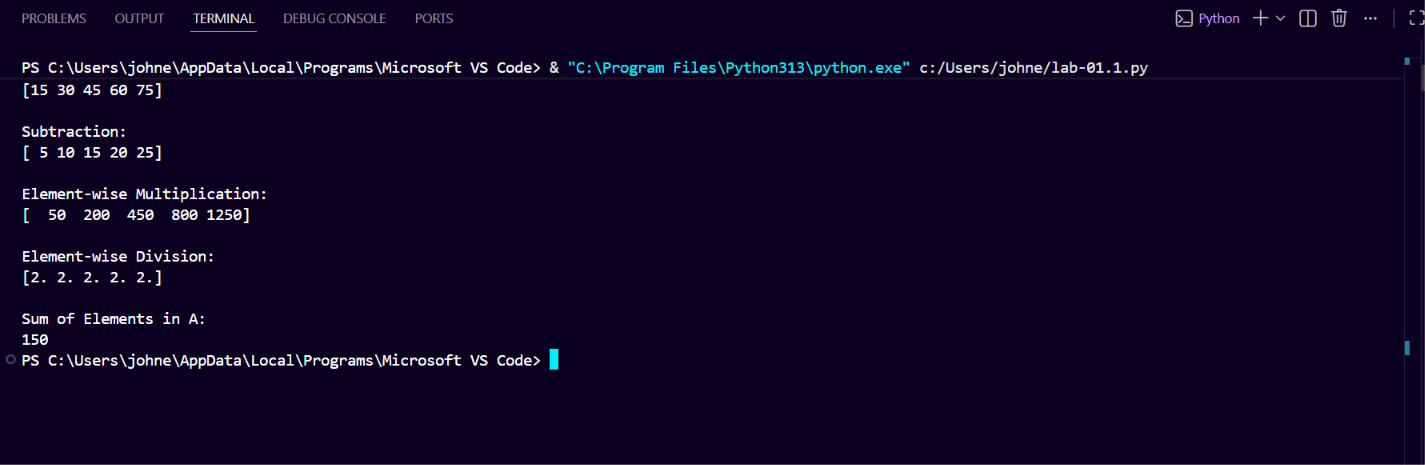 PROBLEMS OUTPUT TERMINAL DEBUG CONSOLE PORTS Python
PS C:\Users\johne\AppData\Local\Programs\Microsoft VS Code> & "C:\Program Files\Python313\python.exe" c:/Users/johne/lab-01.1.py
[15 30 45 60 75]
Subtraction:
[ 5 10 15 20 25]
Element-wise Multiplication:
[  50  200  450  800 1250]
Element-wise Division:
[2. 2. 2. 2. 2.]
Sum of Elements in A:
150
PS C:\Users\johne\AppData\Local\Programs\Microsoft VS Code>